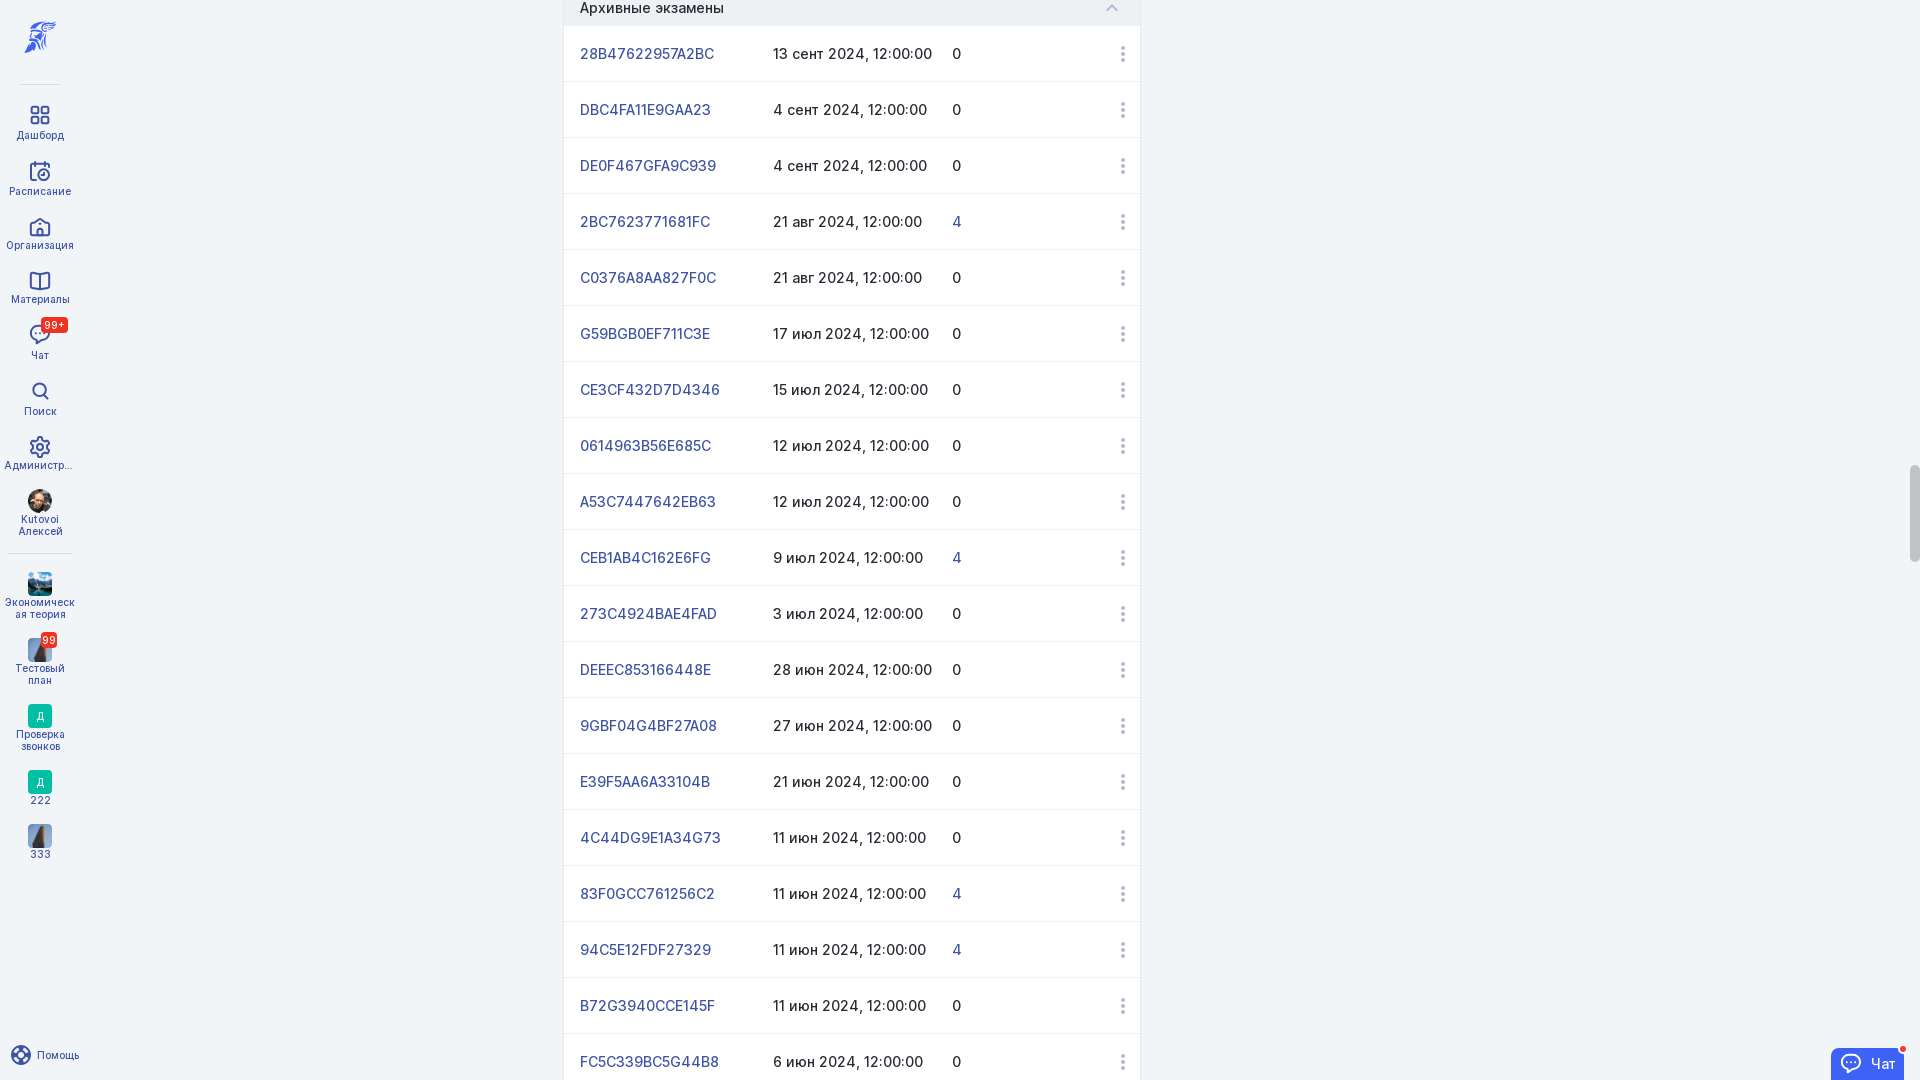 Дашборд
Расписание
Организация
Материалы
99+
Чат
Поиск
Администр...
Kutovoi
Алексей
Экономическ
ая теория
99
Тестовый
план
Д
Проверка
звонков
Д
222
333
Помощь
Архивные экзамены
28B47622957A2BC 13 сент 2024, 12:00:00 0
DBC4FA11E9GAA23 4 сент 2024, 12:00:00 0
DE0F467GFA9C939 4 сент 2024, 12:00:00 0
2BC7623771681FC 21 авг 2024, 12:00:00 4
C0376A8AA827F0C 21 авг 2024, 12:00:00 0
G59BGB0EF711C3E 17 июл 2024, 12:00:00 0
CE3CF432D7D4346 15 июл 2024, 12:00:00 0
0614963B56E685C 12 июл 2024, 12:00:00 0
A53C7447642EB63 12 июл 2024, 12:00:00 0
CEB1AB4C162E6FG 9 июл 2024, 12:00:00 4
273C4924BAE4FAD 3 июл 2024, 12:00:00 0
DEEEC853166448E 28 июн 2024, 12:00:00 0
9GBF04G4BF27A08 27 июн 2024, 12:00:00 0
E39F5AA6A33104B 21 июн 2024, 12:00:00 0
4C44DG9E1A34G73 11 июн 2024, 12:00:00 0
83F0GCC761256C2 11 июн 2024, 12:00:00 4
94C5E12FDF27329 11 июн 2024, 12:00:00 4
B72G3940CCE145F 11 июн 2024, 12:00:00 0
FC5C339BC5G44B8 6 июн 2024, 12:00:00 0
Чат